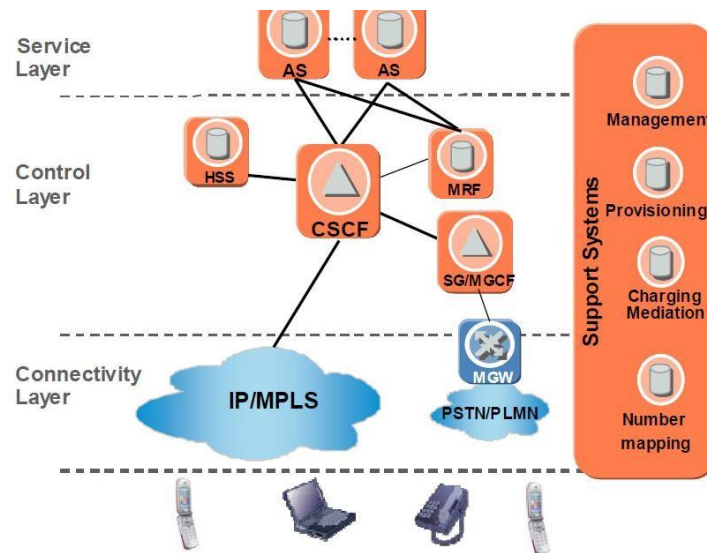 Service
Layer
AS
AS
Control
Layer
HSS
CSCF
MRF
SG/MGCF
Connectivity
Layer
IP/MPLS
MGW
PSTN/PLMN
Support Systems
Management
Provisioning
Charging
Mediation
Number
mapping